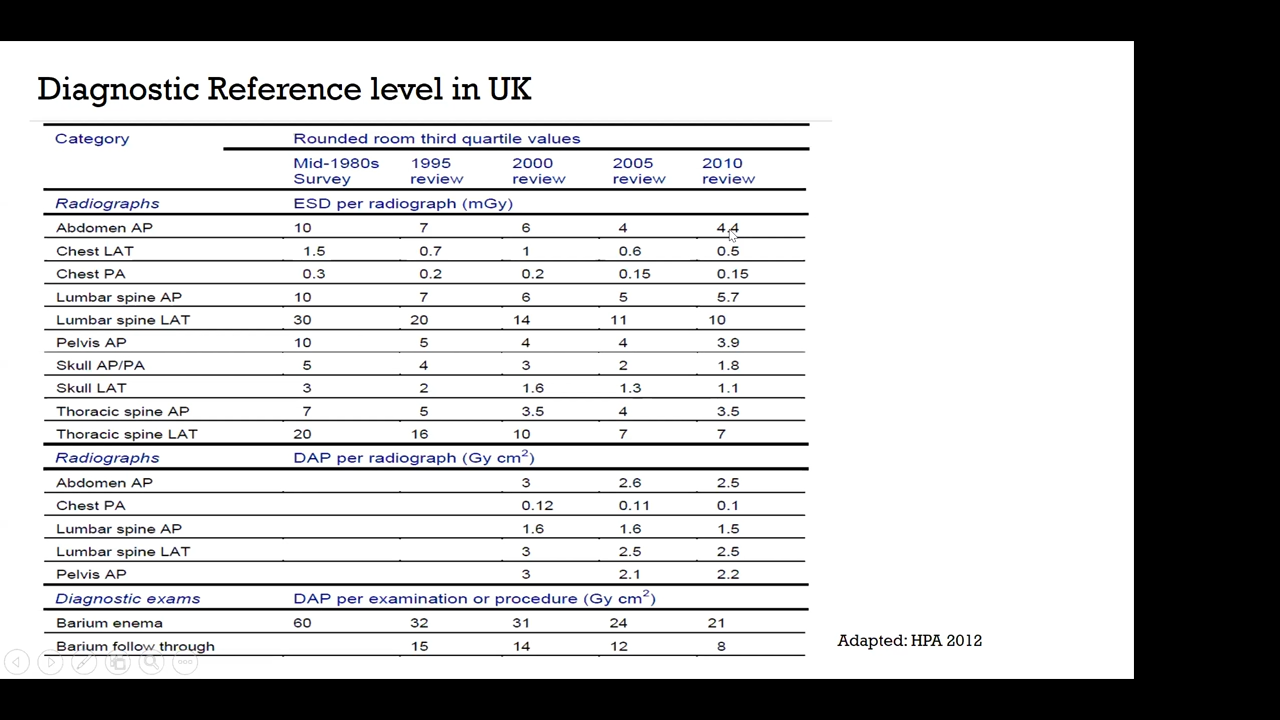 Diagnostic Reference level in UK
Category Rounded room third quartile values
Mid-1980s Survey 1995 review 2000 review 2005 review 2010 review
Radiographs ESD per radiograph (mGy)
Abdomen AP 10 7 6 4 4.4
Chest LAT 1.5 0.7 1 0.6 0.5
Chest PA 0.3 0.2 0.2 0.15 0.15
Lumbar spine AP 10 7 6 5 5.7
Lumbar spine LAT 30 20 14 11 10
Pelvis AP 10 5 4 4 3.9
Skull AP/PA 5 4 3 2 1.8
Skull LAT 3 2 1.6 1.3 1.1
Thoracic spine AP 7 5 3.5 4 3.5
Thoracic spine LAT 20 16 10 7 7
Radiographs DAP per radiograph (Gy cm²)
Abdomen AP 3 2.6 2.5
Chest PA 0.12 0.11 0.1
Lumbar spine AP 1.6 1.6 1.5
Lumbar spine LAT 3 2.5 2.5
Pelvis AP 3 2.1 2.2
Diagnostic exams DAP per examination or procedure (Gy cm²)
Barium enema 60 32 31 24 21
Barium follow through 15 14 12 8
Adapted: HPA 2012